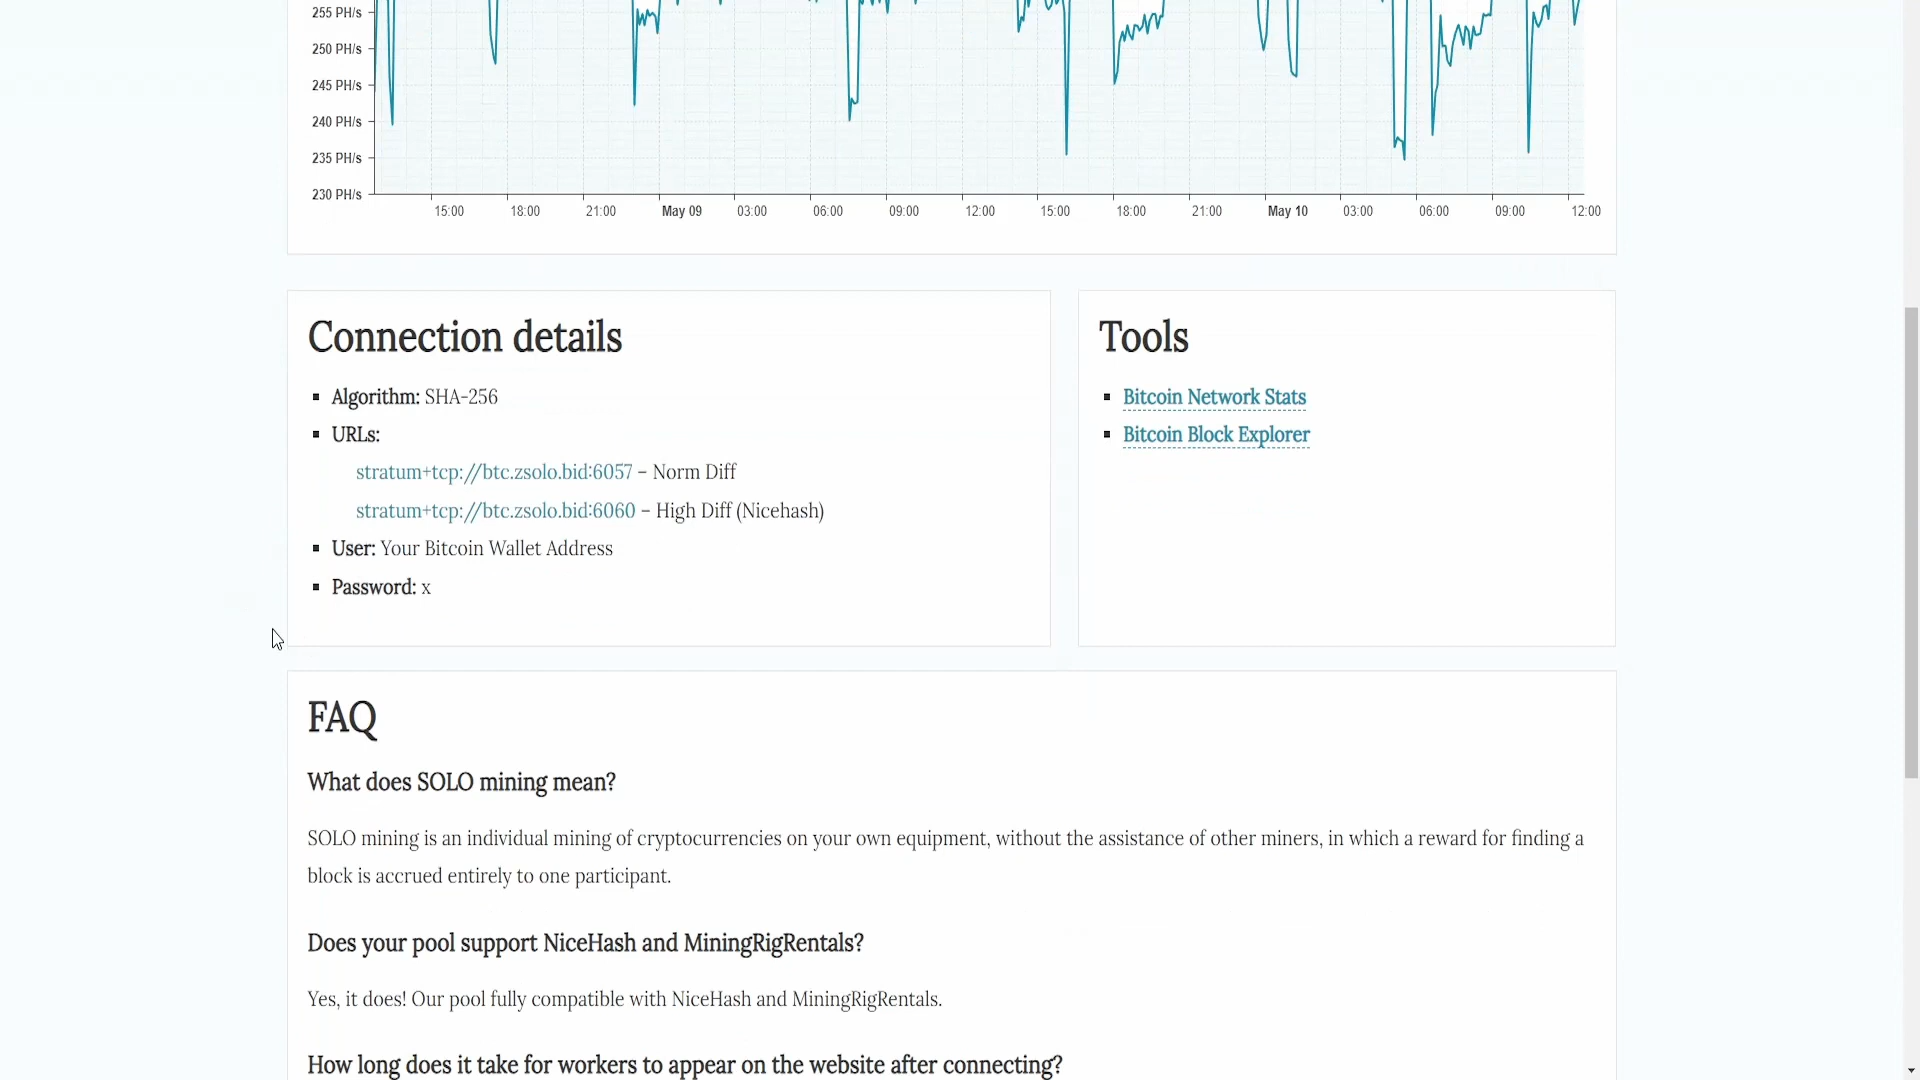 255 PH/s
250 PH/s
245 PH/s
240 PH/s
235 PH/s
230 PH/s
15:00 18:00 21:00 May 09 03:00 06:00 09:00 12:00 15:00 18:00 21:00 May 10 03:00 06:00 09:00 12:00
Connection details
Algorithm: SHA-256
URLs:
stratum+tcp://btc.zsolo.bid:6057 – Norm Diff
stratum+tcp://btc.zsolo.bid:6060 – High Diff (Nicehash)
User: Your Bitcoin Wallet Address
Password: x
Tools
Bitcoin Network Stats
Bitcoin Block Explorer
FAQ
What does SOLO mining mean?
SOLO mining is an individual mining of cryptocurrencies on your own equipment, without the assistance of other miners, in which a reward for finding a
block is accrued entirely to one participant.
Does your pool support NiceHash and MiningRigRentals?
Yes, it does! Our pool fully compatible with NiceHash and MiningRigRentals.
How long does it take for workers to appear on the website after connecting?